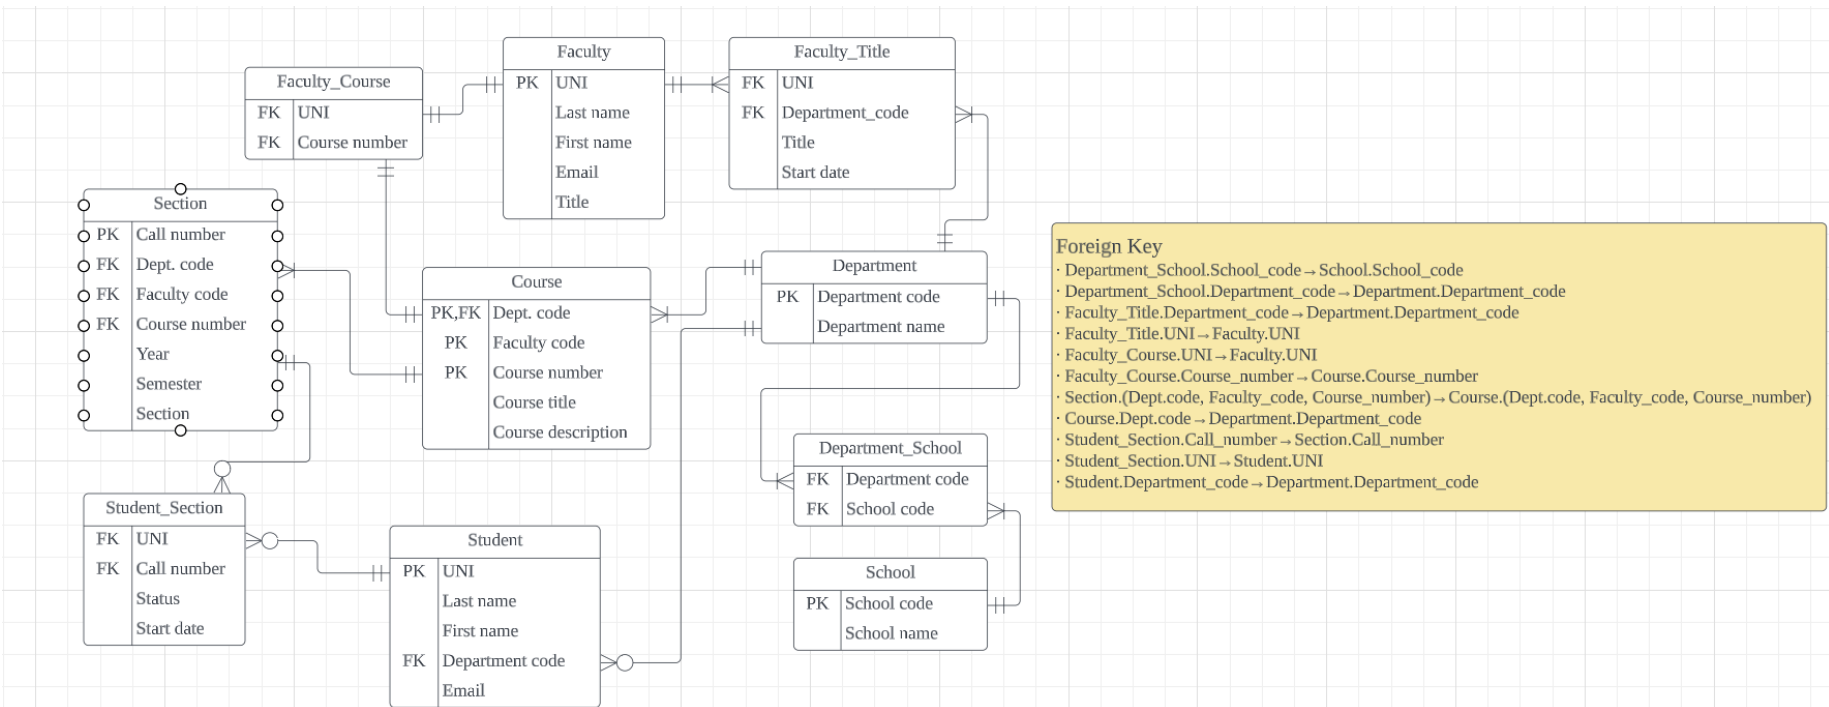 Faculty
PK UNI
Last name
First name
Email
Title
Faculty_Title
FK UNI
FK Department_code
Title
Start date
Faculty_Course
FK UNI
FK Course number
Section
PK Call number
FK Dept. code
FK Faculty code
FK Course number
Year
Semester
Section
Course
PK,FK Dept. code
PK Faculty code
PK Course number
Course title
Course description
Department
PK Department code
Department name
Foreign Key
· Department_School.School_code→School.School_code
· Department_School.Department_code→Department.Department_code
· Faculty_Title.Department_code→Department.Department_code
· Faculty_Title.UNI→Faculty.UNI
· Faculty_Course.UNI→Faculty.UNI
· Faculty_Course.Course_number→Course.Course_number
· Section.(Dept.code, Faculty_code, Course_number)→Course.(Dept.code, Faculty_code, Course_number)
· Course.Dept.code→Department.Department_code
· Student_Section.Call_number→Section.Call_number
· Student_Section.UNI→Student.UNI
· Student.Department_code→Department.Department_code
Department_School
FK Department code
FK School code
School
PK School code
School name
Student_Section
FK UNI
FK Call number
Status
Start date
Student
PK UNI
Last name
First name
FK Department code
Email